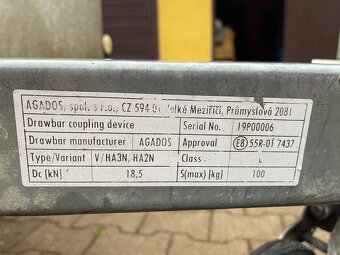 AGADOS, spol. s r.o., CZ 594 01 Velké Meziříčí, Průmyslová 2081
Drawbar coupling device Serial No. 19P00006
Drawbar manufacturer AGADOS Approval E8 55R-01 7437
Type/Variant V/HA3N, HA2N Class
Dc [kN] 18,5 S(max) [kg] 100